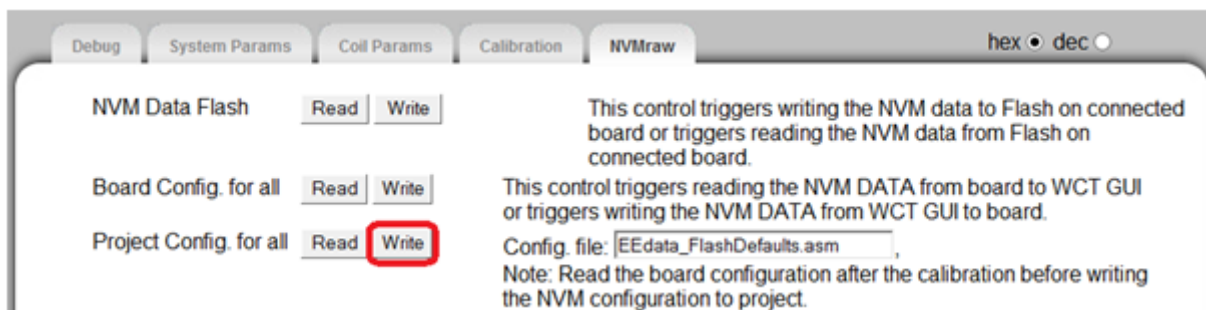 Debug System Params Coil Params Calibration NVMraw hex dec
NVM Data Flash Read Write This control triggers writing the NVM data to Flash on connected
board or triggers reading the NVM data from Flash on
connected board.
Board Config. for all Read Write This control triggers reading the NVM DATA from board to WCT GUI
or triggers writing the NVM DATA from WCT GUI to board.
Project Config. for all Read Write Config. file: EEdata_FlashDefaults.asm ,
Note: Read the board configuration after the calibration before writing
the NVM configuration to project.